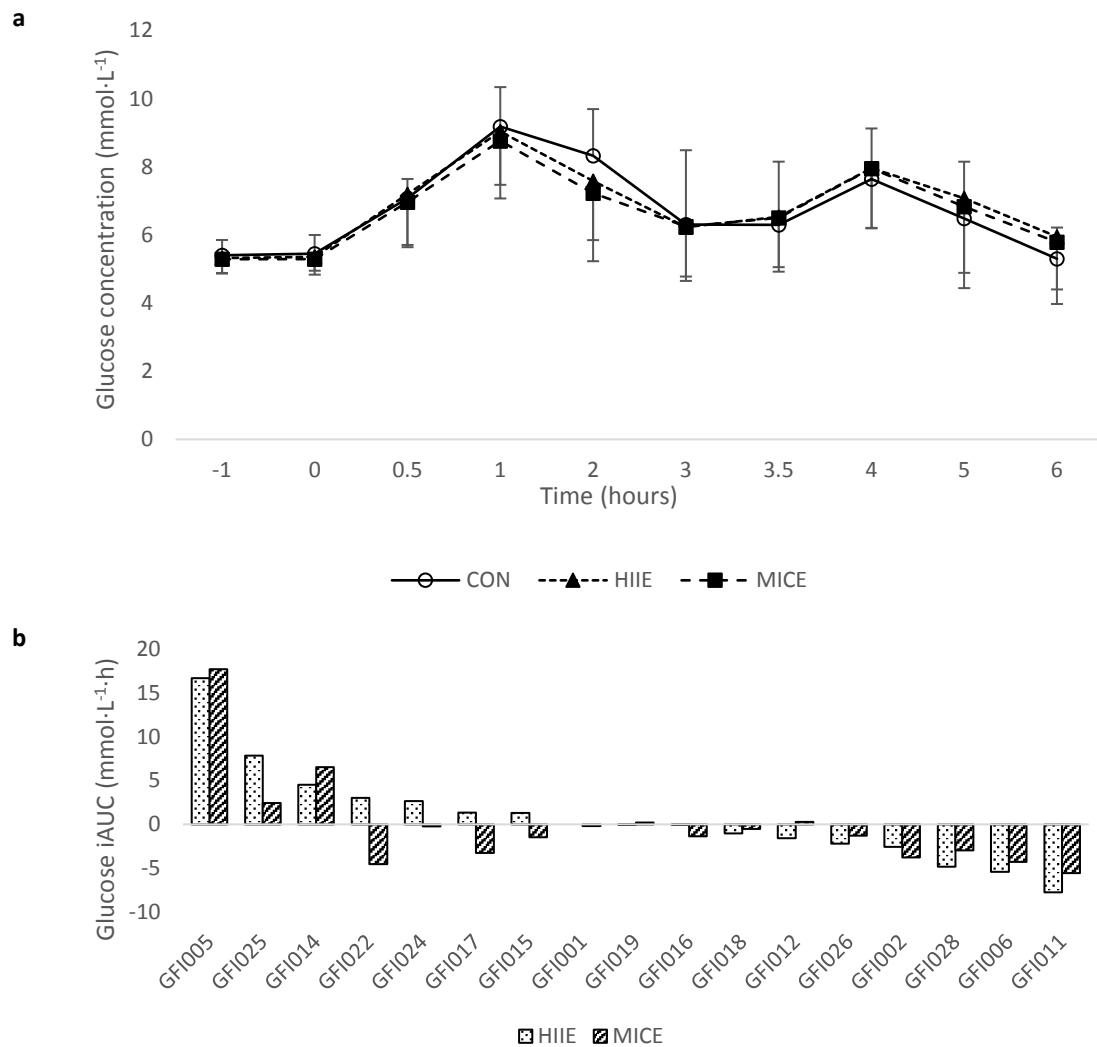 a
Glucose concentration (mmol·L⁻¹)
12
10
8
6
4
2
0
-1 0 0.5 1 2 3 3.5 4 5 6
Time (hours)
CON HIIE MICE
b
Glucose iAUC (mmol·L⁻¹·h)
20
15
10
5
0
-5
-10
GFI005 GFI025 GFI014 GFI022 GFI024 GFI017 GFI015 GFI001 GFI019 GFI016 GFI018 GFI012 GFI026 GFI002 GFI028 GFI006 GFI011
HIIE MICE